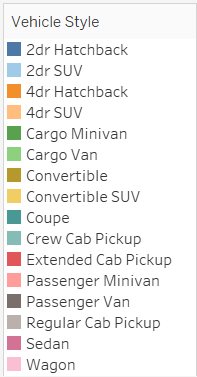 Vehicle Style
2dr Hatchback
2dr SUV
4dr Hatchback
4dr SUV
Cargo Minivan
Cargo Van
Convertible
Convertible SUV
Coupe
Crew Cab Pickup
Extended Cab Pickup
Passenger Minivan
Passenger Van
Regular Cab Pickup
Sedan
Wagon